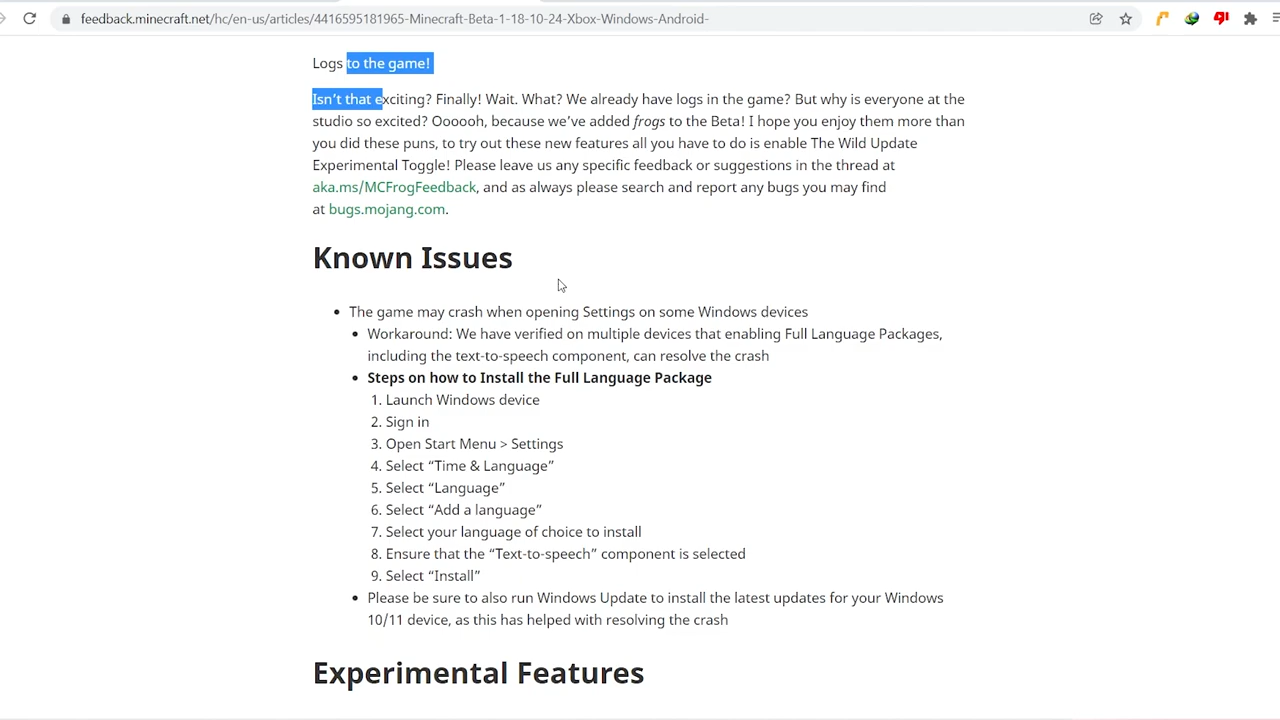 feedback.minecraft.net/hc/en-us/articles/4416595181965-Minecraft-Beta-1-18-10-24-Xbox-Windows-Android-
Logs to the game!
Isn't that exciting? Finally! Wait. What? We already have logs in the game? But why is everyone at the
studio so excited? Oooooh, because we've added frogs to the Beta! I hope you enjoy them more than
you did these puns, to try out these new features all you have to do is enable The Wild Update
Experimental Toggle! Please leave us any specific feedback or suggestions in the thread at
aka.ms/MCFrogFeedback, and as always please search and report any bugs you may find
at bugs.mojang.com.
Known Issues
• The game may crash when opening Settings on some Windows devices
• Workaround: We have verified on multiple devices that enabling Full Language Packages,
including the text-to-speech component, can resolve the crash
• Steps on how to Install the Full Language Package
1. Launch Windows device
2. Sign in
3. Open Start Menu > Settings
4. Select “Time & Language”
5. Select “Language”
6. Select “Add a language”
7. Select your language of choice to install
8. Ensure that the “Text-to-speech” component is selected
9. Select “Install”
• Please be sure to also run Windows Update to install the latest updates for your Windows
10/11 device, as this has helped with resolving the crash
Experimental Features